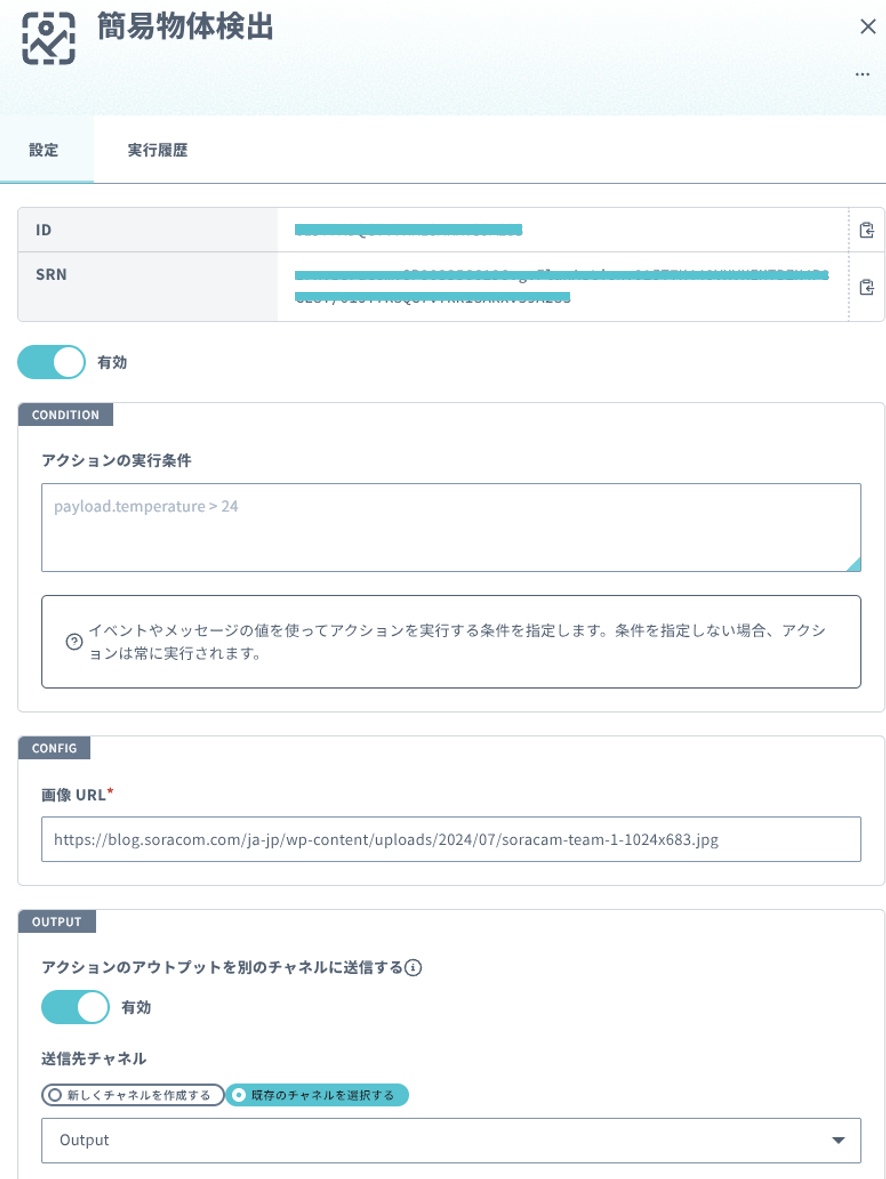 簡易物体検出
設定
実行履歴
ID
SRN
有効
CONDITION
アクションの実行条件
payload.temperature > 24
イベントやメッセージの値を使ってアクションを実行する条件を指定します。条件を指定しない場合、アクシ
ョンは常に実行されます。
CONFIG
画像 URL*
https://blog.soracom.com/ja-jp/wp-content/uploads/2024/07/soracam-team-1-1024x683.jpg
OUTPUT
アクションのアウトプットを別のチャネルに送信する
有効
送信先チャネル
新しくチャネルを作成する 既存のチャネルを選択する
Output